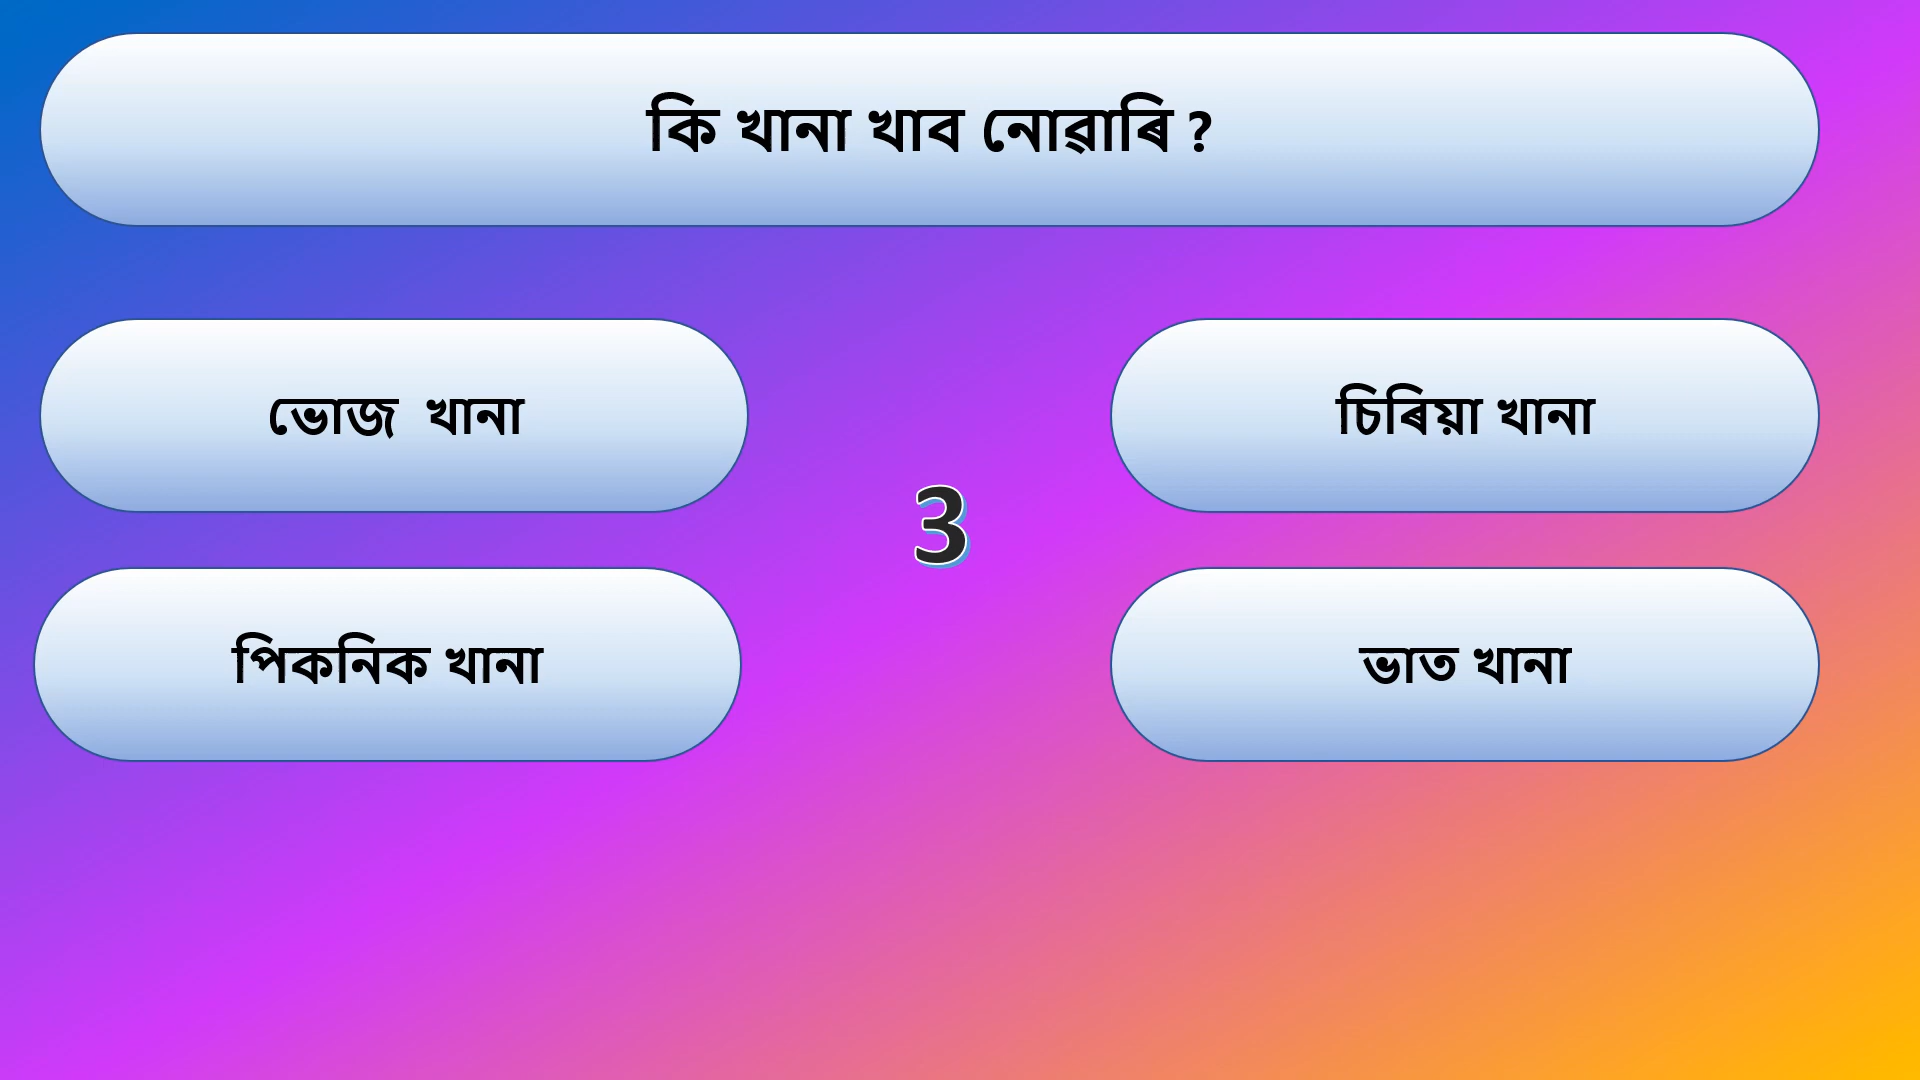 কি খানা খাব নোৱাৰি ?
ভোজ  খানা
চিৰিয়া খানা
3
পিকনিক খানা
ভাত খানা